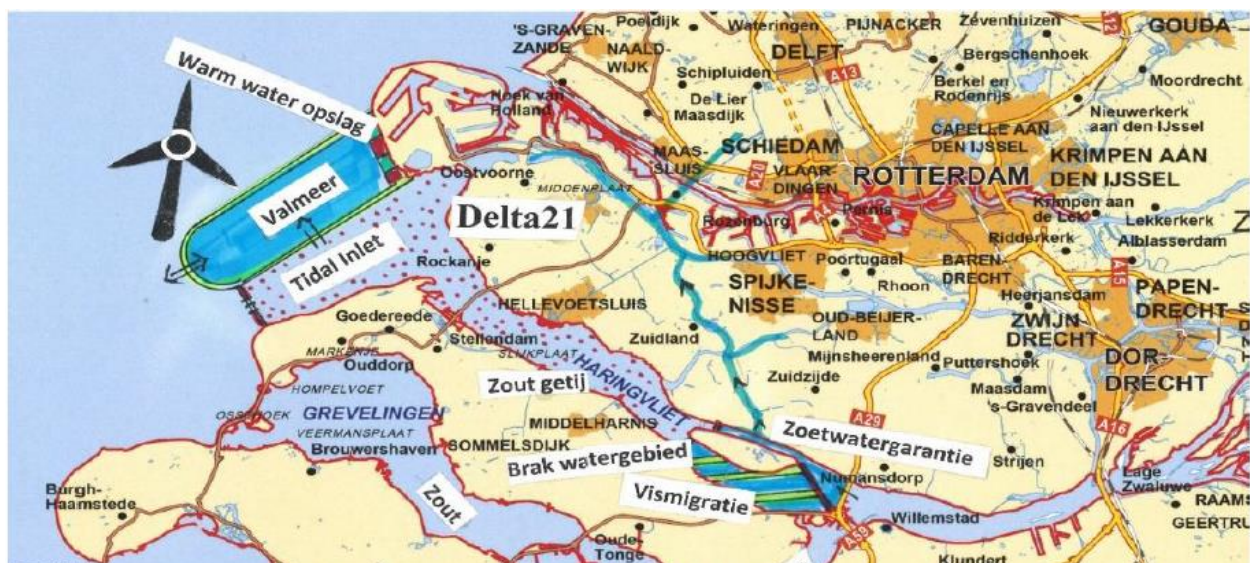 'S-GRAVEN-
ZANDE
Poeldijk
Wateringen
PIJNACKER
Zevenhuizen
A12
GOUDA
NAALD-
WIJK
DELFT
Bergschenhoek
Warm water opslag
Schipluiden
A13
Berkel en
Rodenrijs
Moordrecht
Hoek van
Holland
De Lier
Maasdijk
Nieuwerkerk
aan den IJssel
SCHIEDAM
CAPELLE AAN
DEN IJSSEL
MAAS-
SLUIS
A20
VLAAR-
DINGEN
KRIMPEN AAN
DEN IJSSEL
Valmeer
Oostvoorne
MIDDENPLAAT
ROTTERDAM
Krimpen aan
de Lek
Lekkerkerk
Delta21
Rozenburg
Pernis
Ridderkerk
Alblasserdam
Tidal Inlet
Rockanje
HOOGVLIET
Poortugaal
BAREN-
DRECHT
A15
Rhoon
SPIJKE-
NISSE
HELLEVOETSLUIS
Heerjansdam
PAPEN-
DRECHT
Goedereede
OUD-BEIJER-
LAND
ZWIJN-
DRECHT
Stellendam
SLIJKPLAAT
Zuidland
Mijnsheerenland
Puttershoek
DOR-
DRECHT
MARKENJE
Ouddorp
Zout getij
HARINGVLIET
Zuidzijde
Maasdam
HOMPELVOET
's-Gravendeel
GREVELINGEN
MIDDELHARNIS
A29
A16
VEERMANSPLAAT
Brouwershaven
SOMMELSDIJK
Zoetwatergarantie
Strijen
Brak watergebied
Numansdorp
Lage
Zwaluwe
Burgh-
Haamstede
Zout
Vismigratie
RAAMS
Willemstad
GEERTRU
Oude-
Tonge
A59
Klundert